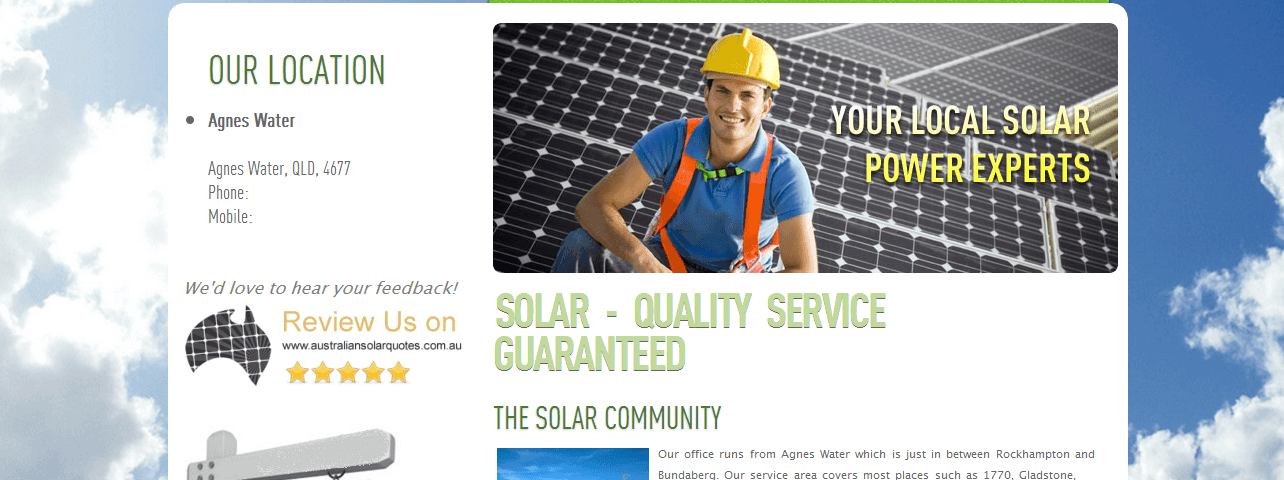 OUR LOCATION
Agnes Water
Agnes Water, QLD, 4677
Phone:
Mobile:
We'd love to hear your feedback!
Review Us on
www.australiansolarquotes.com.au
YOUR LOCAL SOLAR
POWER EXPERTS
SOLAR - QUALITY SERVICE
GUARANTEED
THE SOLAR COMMUNITY
Our office runs from Agnes Water which is just in between Rockhampton and
Bundaberg. Our service area covers most places such as 1770, Gladstone,